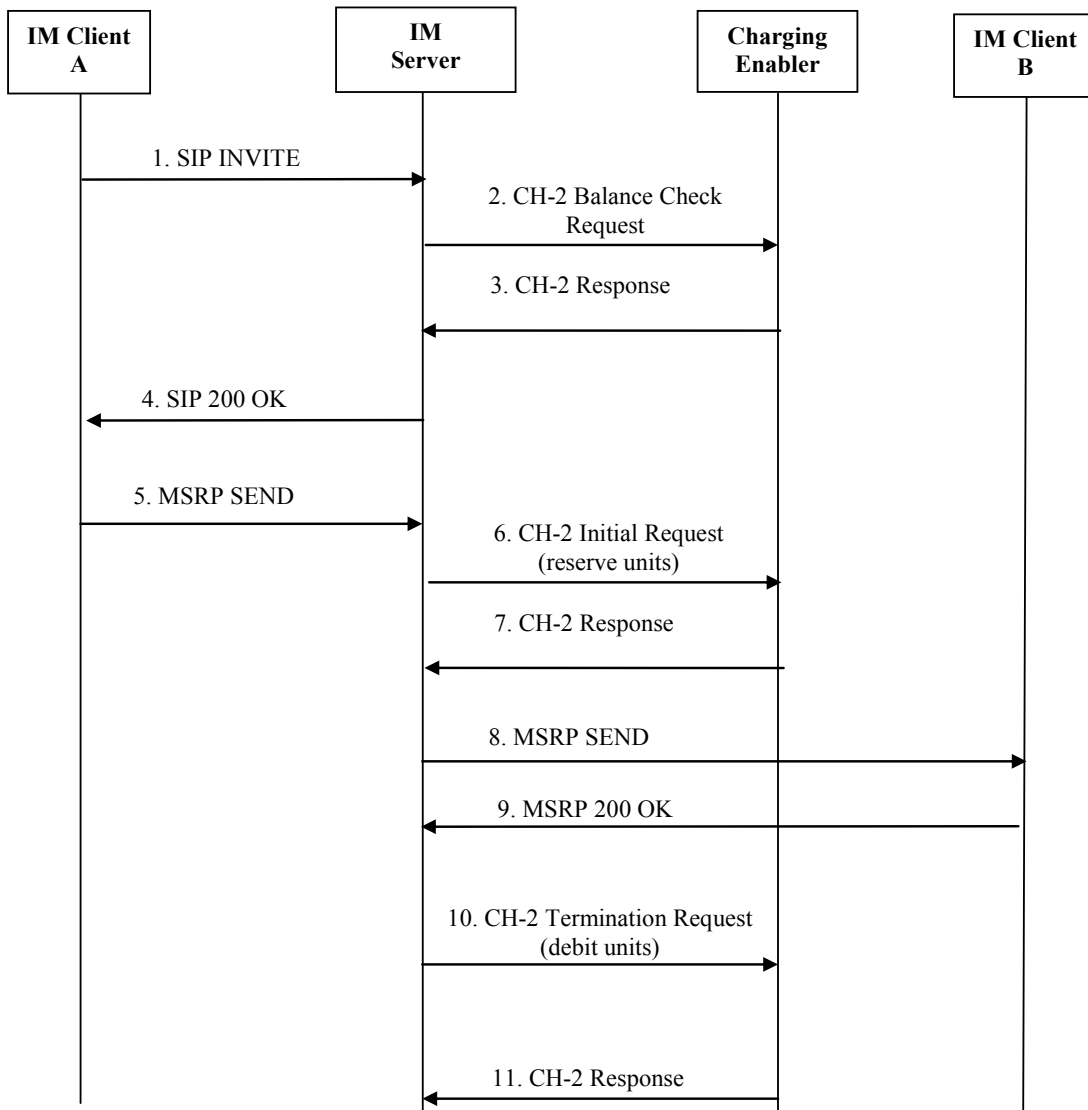 IM Client
A
IM
Server
Charging
Enabler
IM Client
B
1. SIP INVITE
2. CH-2 Balance Check
Request
3. CH-2 Response
4. SIP 200 OK
5. MSRP SEND
6. CH-2 Initial Request
(reserve units)
7. CH-2 Response
8. MSRP SEND
9. MSRP 200 OK
10. CH-2 Termination Request
(debit units)
11. CH-2 Response